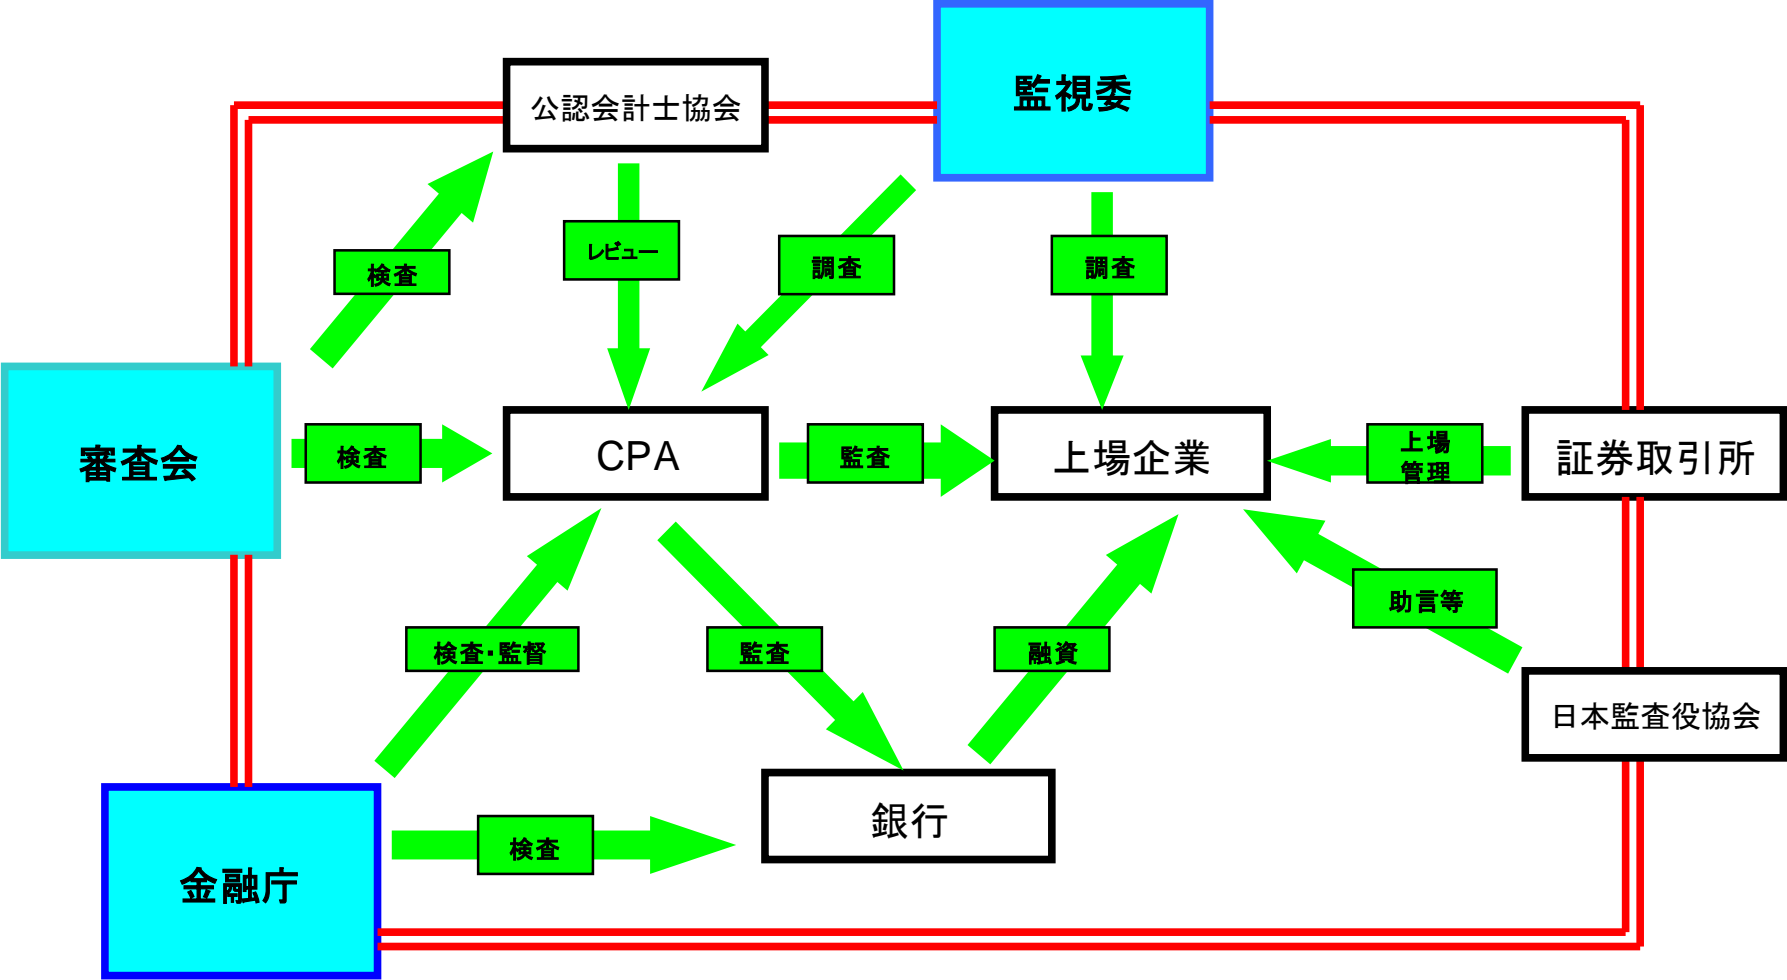 監視委
公認会計士協会
検査
レビュー
調査
調査
審査会
検査
CPA
監査
上場企業
上場
管理
証券取引所
助言等
検査・監督
監査
融資
日本監査役協会
銀行
検査
金融庁